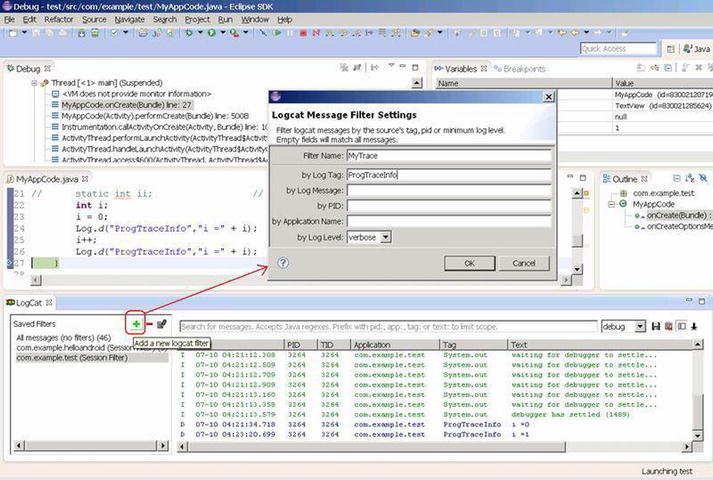 Debug - test/src/com/example/test/MyAppCode.java - Eclipse SDK
File Edit Refactor Source Navigate Search Project Run Window Help
Quick Access
Java
Debug
Thread [<1> main] (Suspended)
<VM does not provide monitor information>
MyAppCode.onCreate(Bundle) line: 27
MyAppCode(Activity).performCreate(Bundle) line: 5008
Instrumentation.callActivityOnCreate(Activity, Bundle) line: 10
ActivityThread.performLaunchActivity(ActivityThread$Activit
ActivityThread.handleLaunchActivity(ActivityThread$Activit
ActivityThread.access$600(ActivityThread, ActivityThread$A
Variables
Breakpoints
Name
Value
MyAppCode (id=83002120719
TextView (id=830021285624)
null
1
Logcat Message Filter Settings
Filter logcat messages by the source's tag, pid or minimum log level.
Empty fields will match all messages.
Filter Name: MyTrace
by Log Tag: ProgTraceInfo
by Log Message:
by PID:
by Application Name:
by Log Level: verbose
OK
Cancel
MyAppCode.java
21 // static int ii; //
22 int i;
23 i = 0;
24 Log.d("ProgTraceInfo","i =" + i);
25 i++;
26 Log.d("ProgTraceInfo","i =" + i);
27 }
Outline
com.example.test
MyAppCode
onCreate(Bundle) :
onCreateOptionsMe
LogCat
Saved Filters
All messages (no filters) (46)
com.example.helloandroid (Session Filter)
com.example.test (Session Filter)
Add a new logcat filter
Search for messages. Accepts Java regexes. Prefix with pid:, app:, tag: or text: to limit scope.
debug
PID TID Application Tag Text
I 07-10 04:21:12.308 3264 3264 com.example.test System.out waiting for debugger to settle...
I 07-10 04:21:12.509 3264 3264 com.example.test System.out waiting for debugger to settle...
I 07-10 04:21:12.709 3264 3264 com.example.test System.out waiting for debugger to settle...
I 07-10 04:21:12.909 3264 3264 com.example.test System.out waiting for debugger to settle...
I 07-10 04:21:13.160 3264 3264 com.example.test System.out waiting for debugger to settle...
I 07-10 04:21:13.358 3264 3264 com.example.test System.out waiting for debugger to settle...
I 07-10 04:21:13.579 3264 3264 com.example.test System.out debugger has settled (1489)
D 07-10 04:21:34.718 3264 3264 com.example.test ProgTraceInfo i =0
D 07-10 04:23:20.699 3264 3264 com.example.test ProgTraceInfo i =1
Launching test